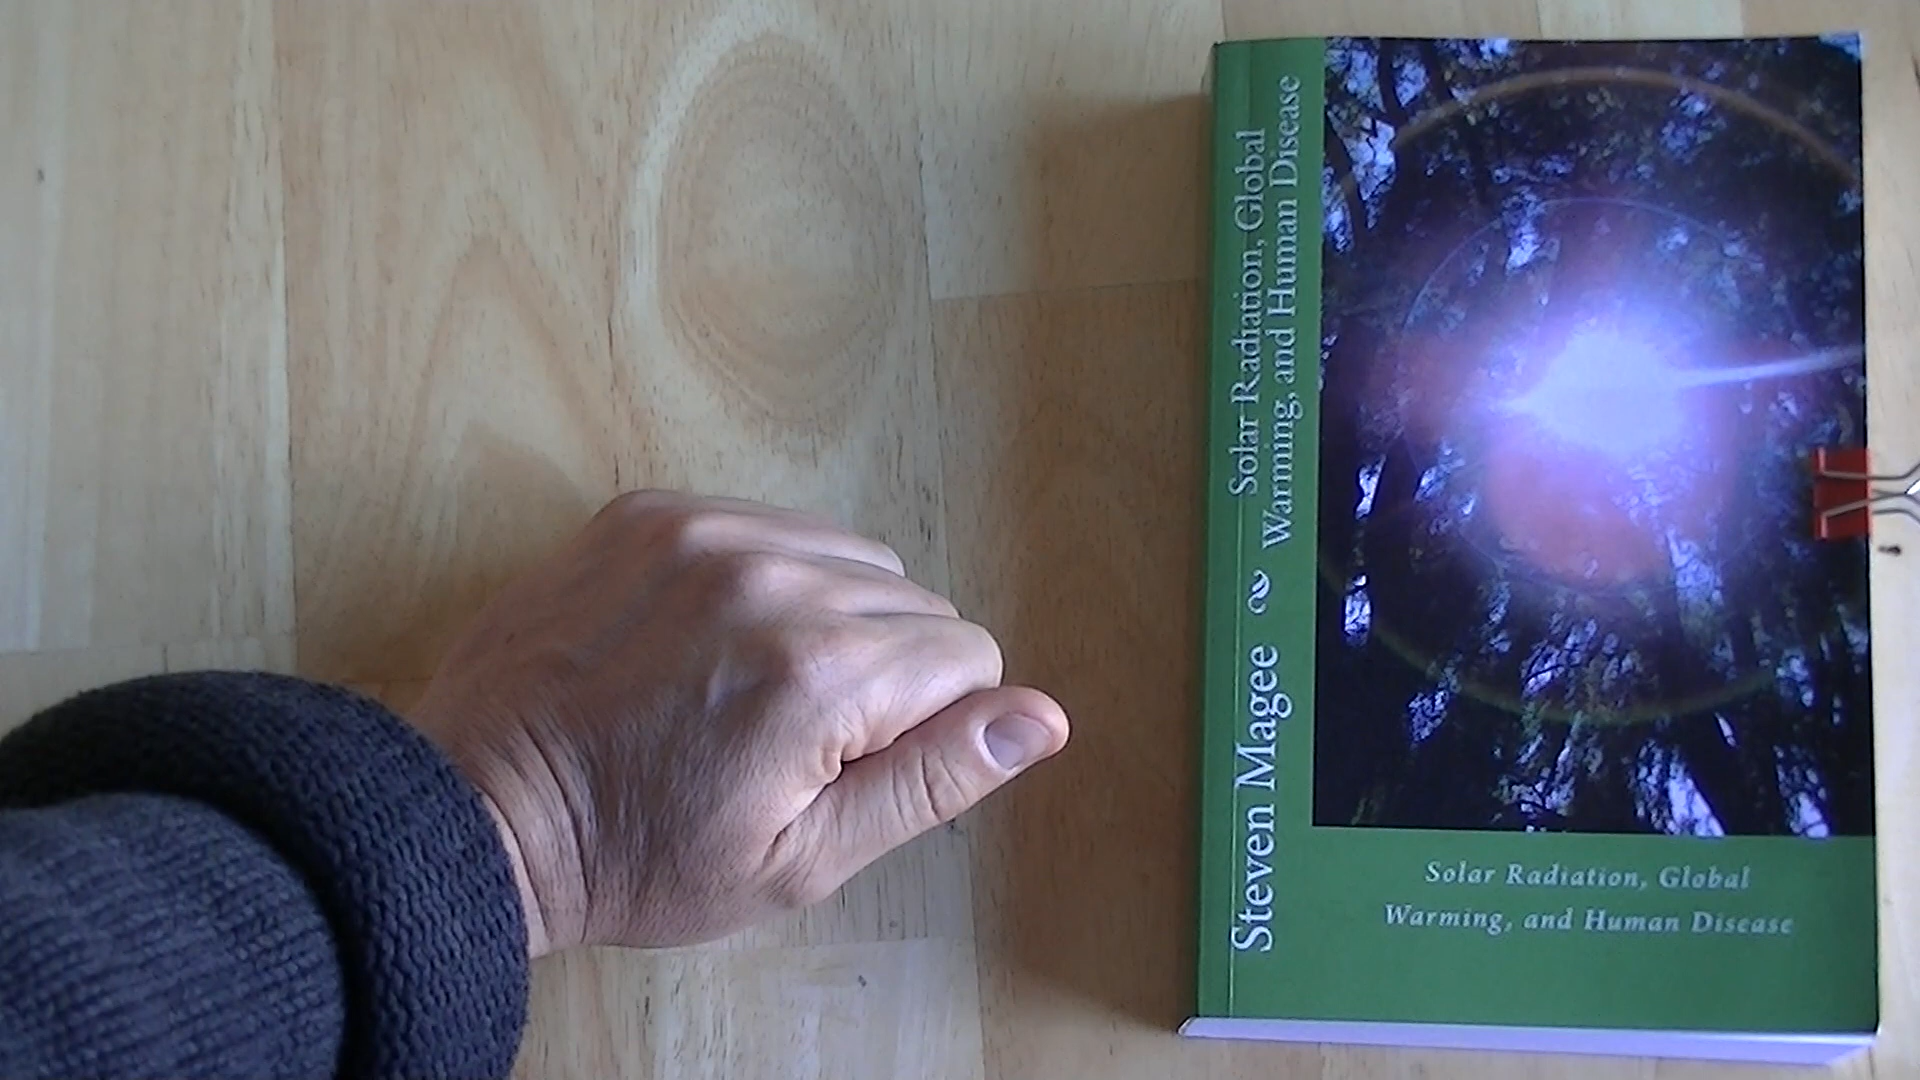 Steven Magee
Solar Radiation, Global
Warming, and Human Disease
Solar Radiation, Global
Warming, and Human Disease